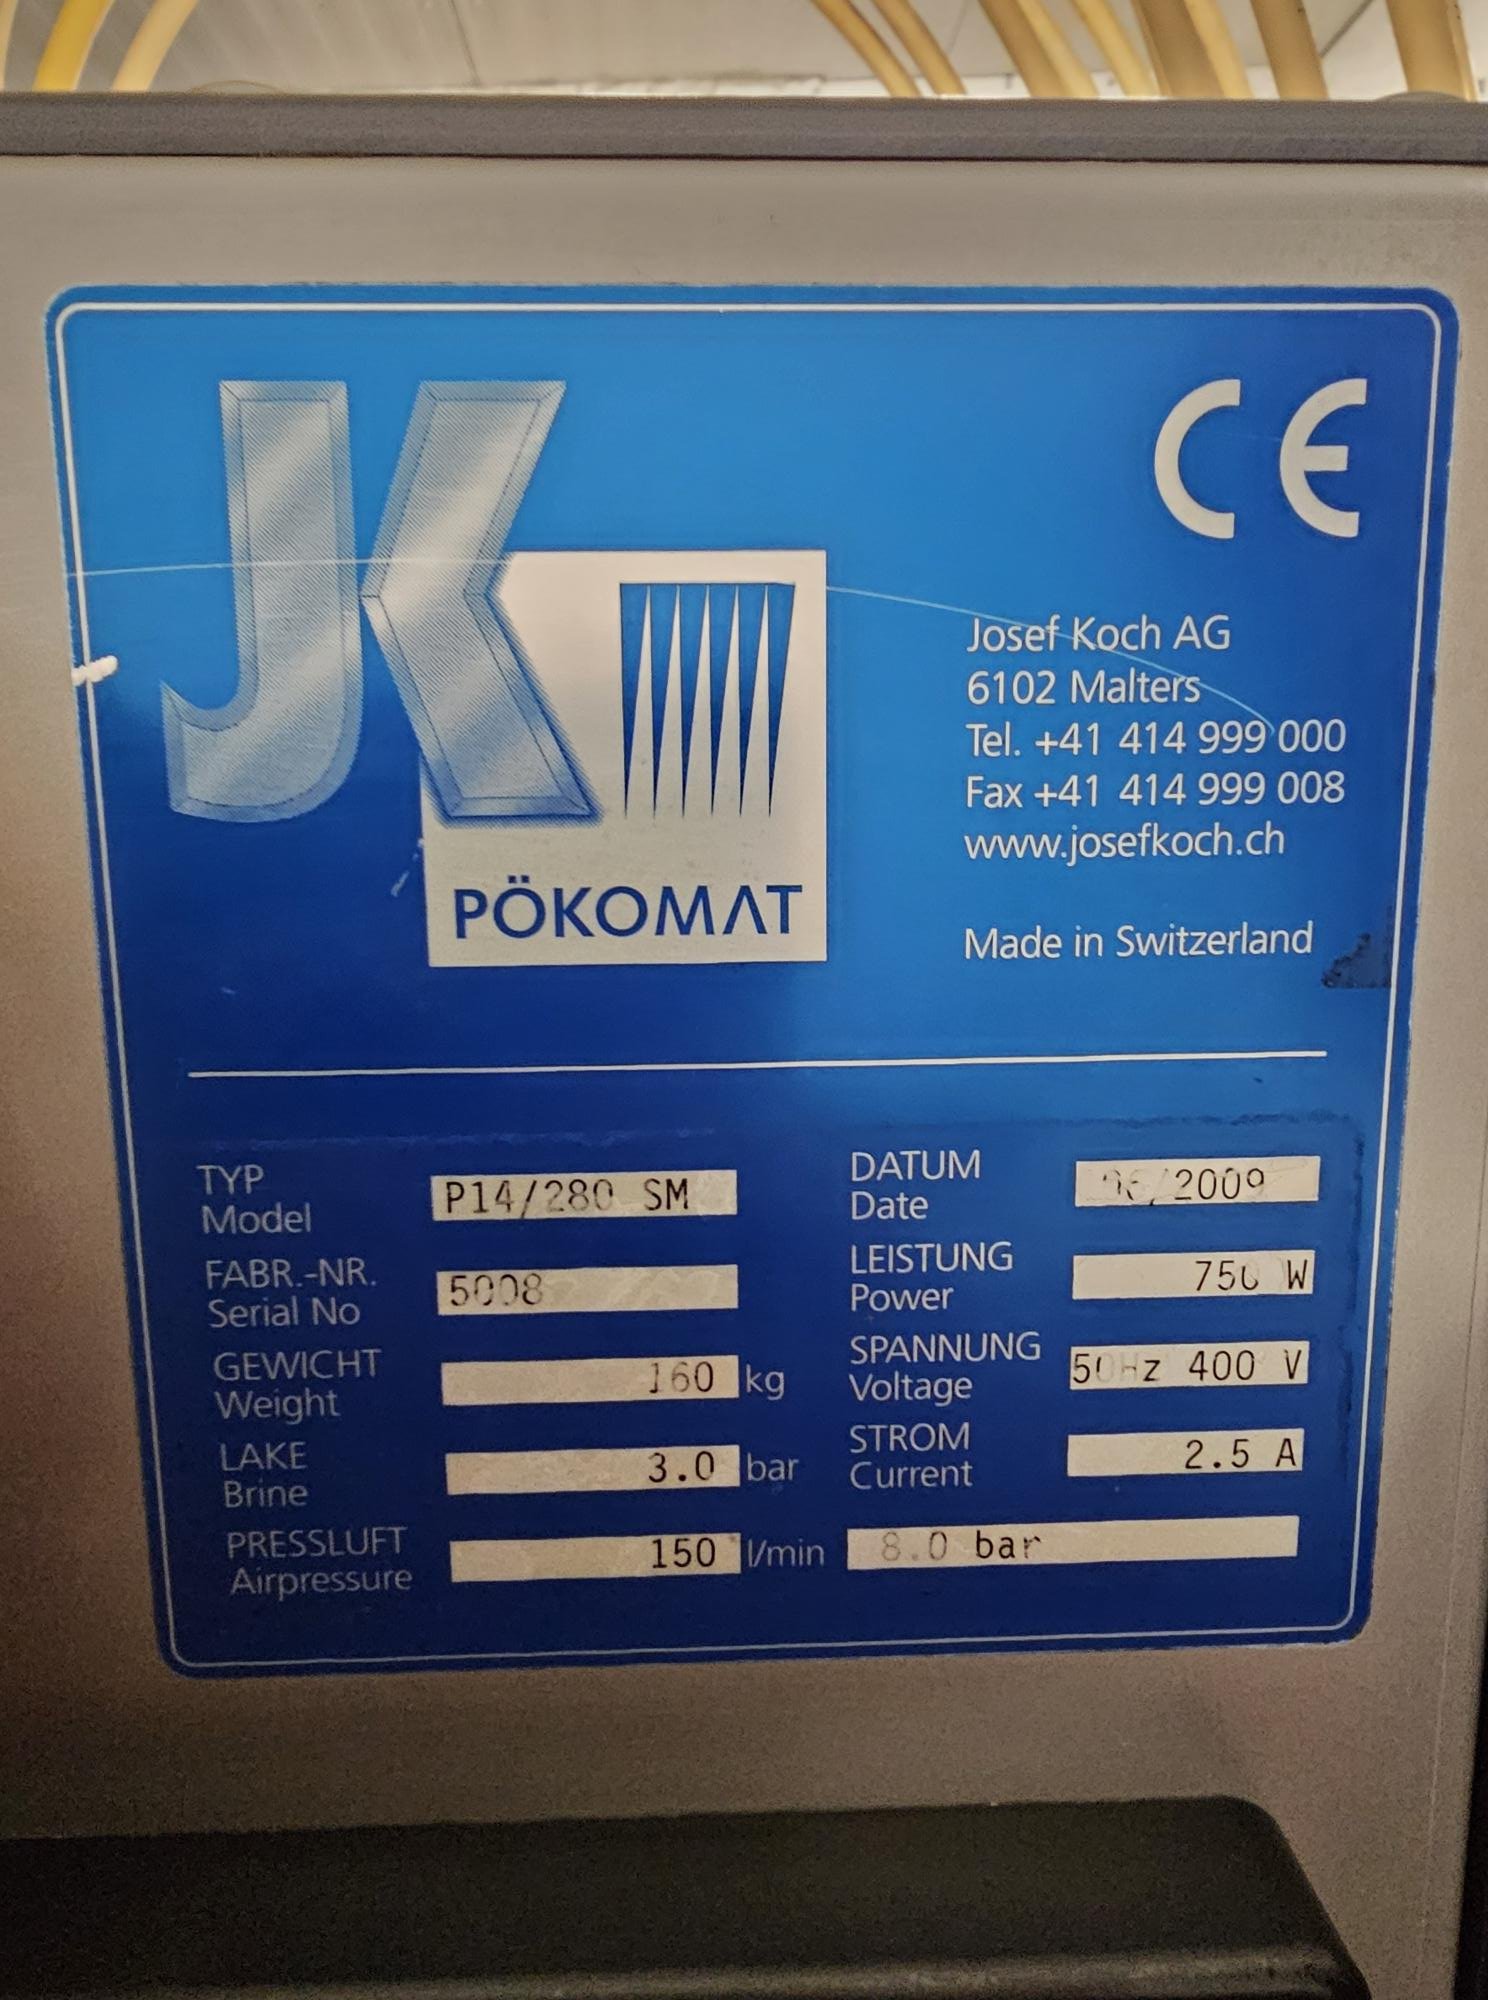 JK
CE
PÖKOMAT
Josef Koch AG
6102 Malters
Tel. +41 414 999 000
Fax +41 414 999 008
www.josefkoch.ch
Made in Switzerland
TYP
Model
P14/280 SM
FABR.-NR.
Serial No
5008
GEWICHT
Weight
160 kg
LAKE
Brine
3.0 bar
PRESSLUFT
Airpressure
150 l/min 8.0 bar
DATUM
Date
/2009
LEISTUNG
Power
750 W
SPANNUNG
Voltage
50Hz 400 V
STROM
Current
2.5 A